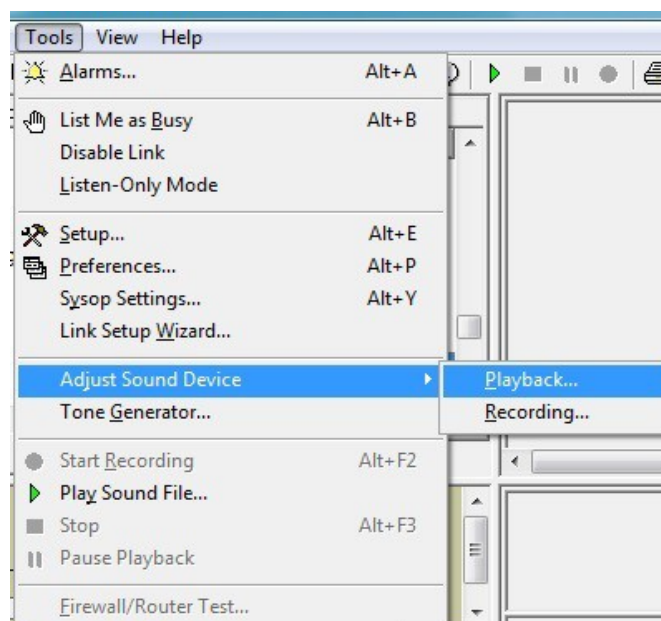 Tools View Help
Alarms... Alt+A
List Me as Busy Alt+B
Disable Link
Listen-Only Mode
Setup... Alt+E
Preferences... Alt+P
Sysop Settings... Alt+Y
Link Setup Wizard...
Adjust Sound Device Playback...
Tone Generator... Recording...
Start Recording Alt+F2
Play Sound File...
Stop Alt+F3
Pause Playback
Firewall/Router Test...